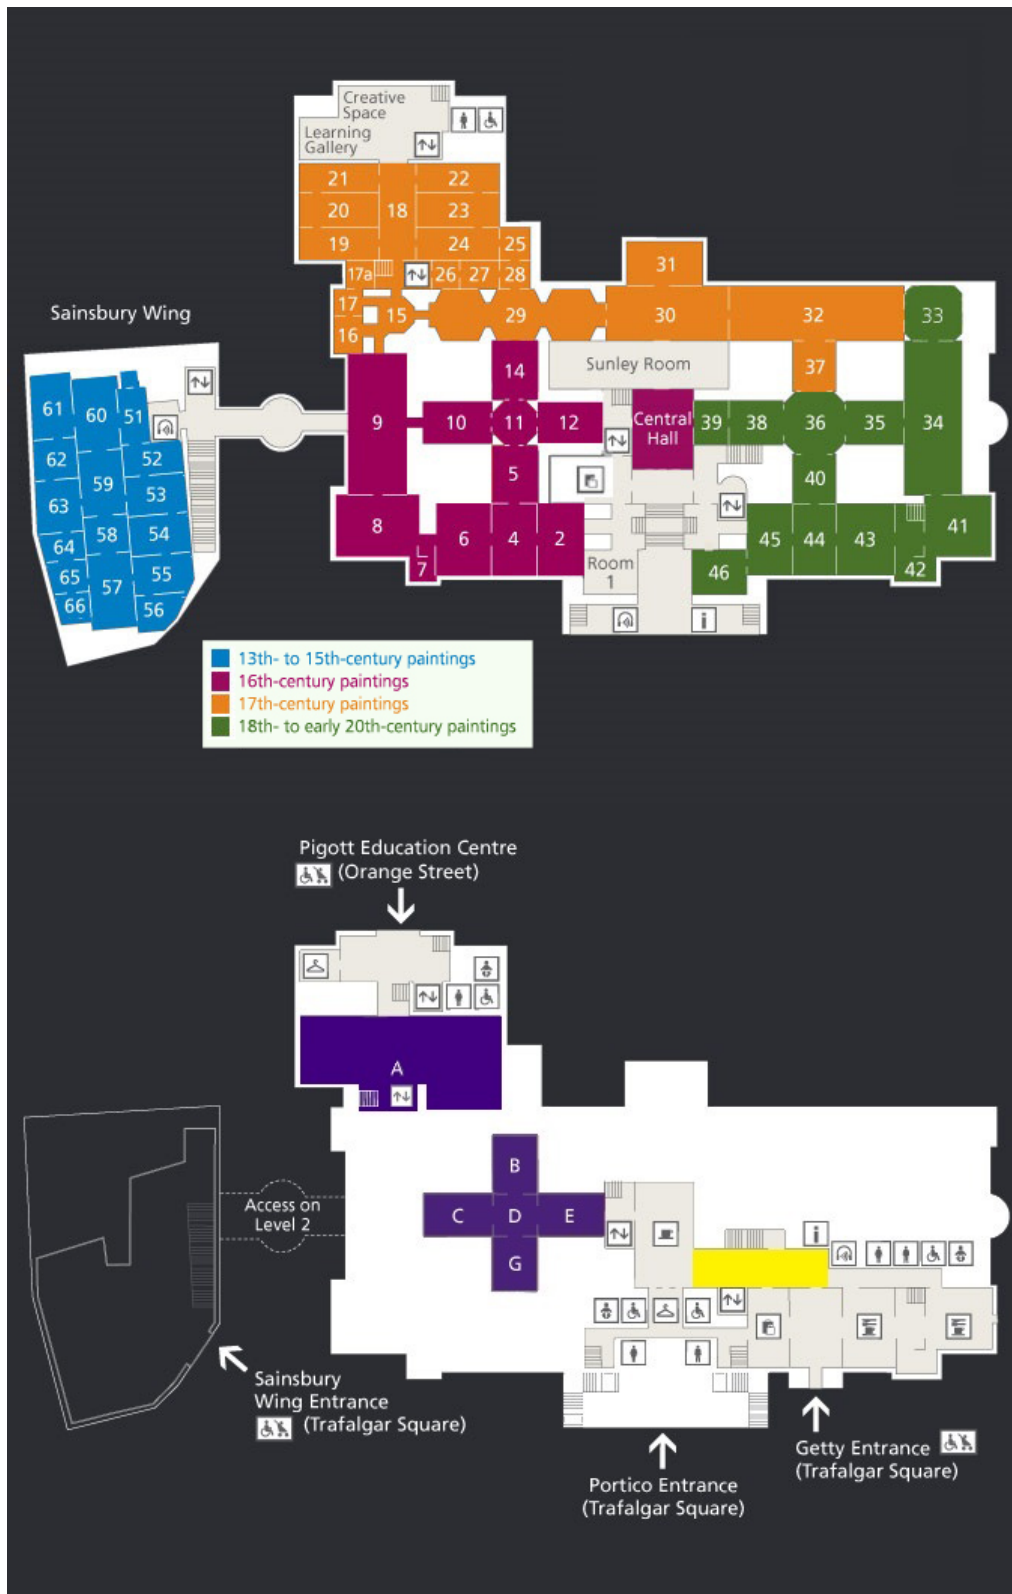 Creative
Space
Learning
Gallery
21
22
20
18
23
19
24
25
17a
26
27
28
31
17
15
29
30
32
33
16
Sainsbury Wing
Sunley Room
14
37
61
60
51
9
10
11
12
Central
Hall
39
38
36
35
34
62
52
59
5
40
63
53
8
6
4
2
45
44
43
41
64
58
54
7
Room
1
46
42
65
57
55
66
56
i
13th- to 15th-century paintings
16th-century paintings
17th-century paintings
18th- to early 20th-century paintings
Pigott Education Centre
(Orange Street)
A
B
Access on
Level 2
C
D
E
G
i
Sainsbury
Wing Entrance
(Trafalgar Square)
Getty Entrance
(Trafalgar Square)
Portico Entrance
(Trafalgar Square)